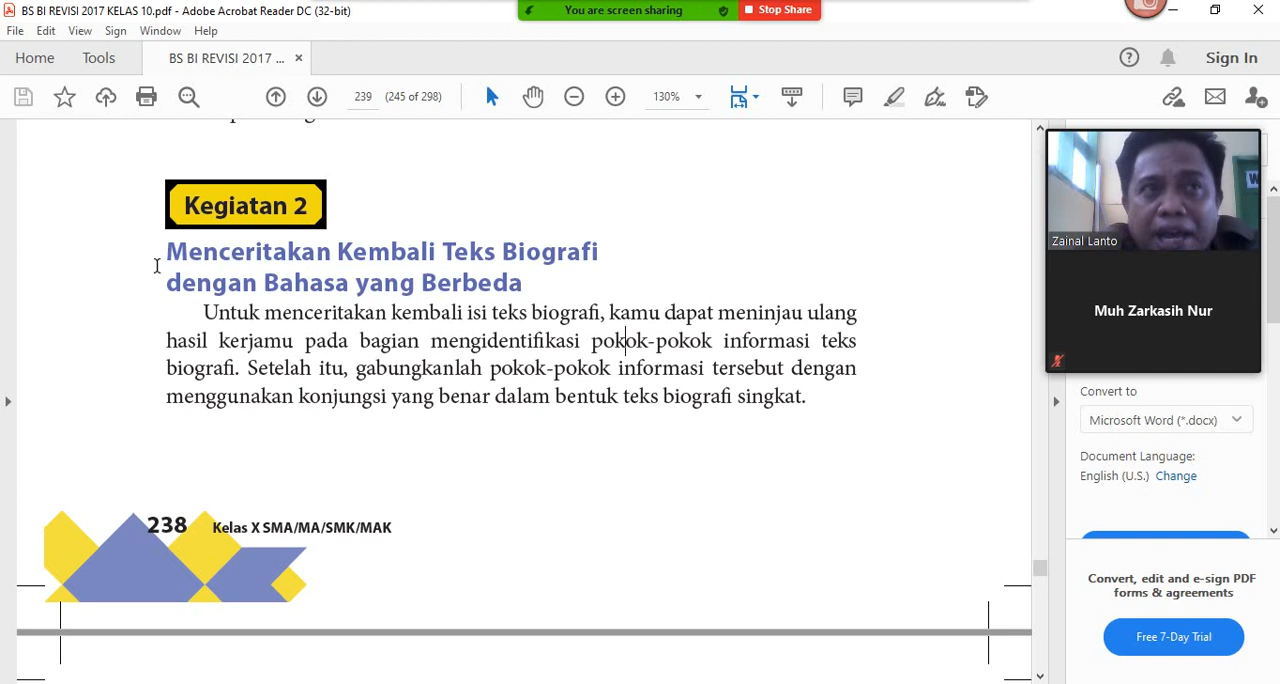 BS BI REVISI 2017 KELAS 10.pdf - Adobe Acrobat Reader DC (32-bit)
You are screen sharing
Stop Share
File Edit View Sign Window Help
Home Tools BS BI REVISI 2017 ... × Sign In
239 (245 of 298) 130%
Kegiatan 2
Menceritakan Kembali Teks Biografi
dengan Bahasa yang Berbeda
Untuk menceritakan kembali isi teks biografi, kamu dapat meninjau ulang
hasil kerjamu pada bagian mengidentifikasi pokok-pokok informasi teks
biografi. Setelah itu, gabungkanlah pokok-pokok informasi tersebut dengan
menggunakan konjungsi yang benar dalam bentuk teks biografi singkat.
238 Kelas X SMA/MA/SMK/MAK
Zainal Lanto
Muh Zarkasih Nur
Convert to
Microsoft Word (*.docx)
Document Language:
English (U.S.) Change
Convert, edit and e-sign PDF
forms & agreements
Free 7-Day Trial